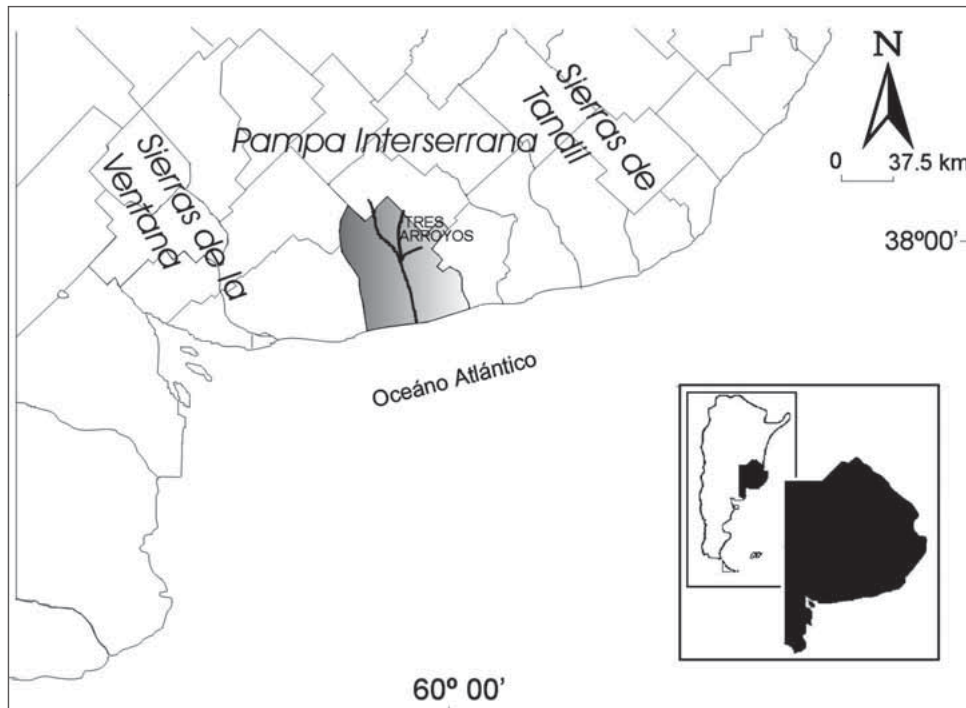 N
0 37.5 km
Sierras de
Tandil
Pampa Interserrana
Sierras de la
Ventana
TRES
ARROYOS
38º00'
Oceáno Atlántico
60º 00'